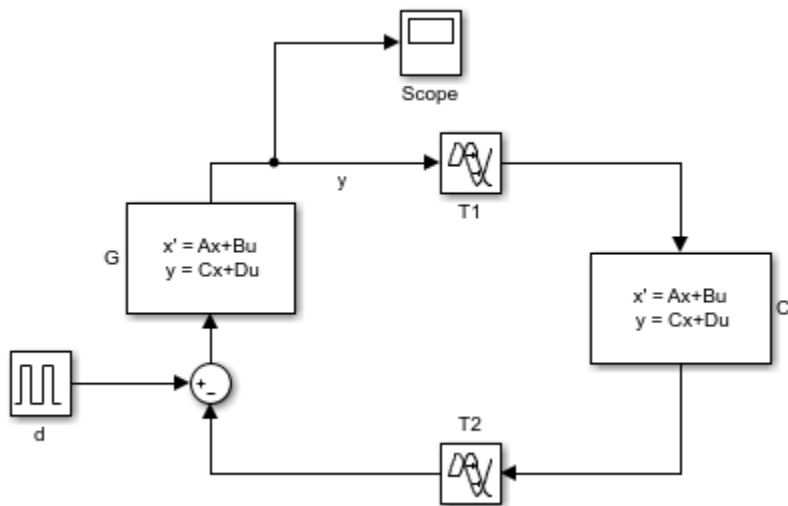 Scope
y
T1
G
x' = Ax+Bu
y = Cx+Du
x' = Ax+Bu
y = Cx+Du
C
+
−
d
T2